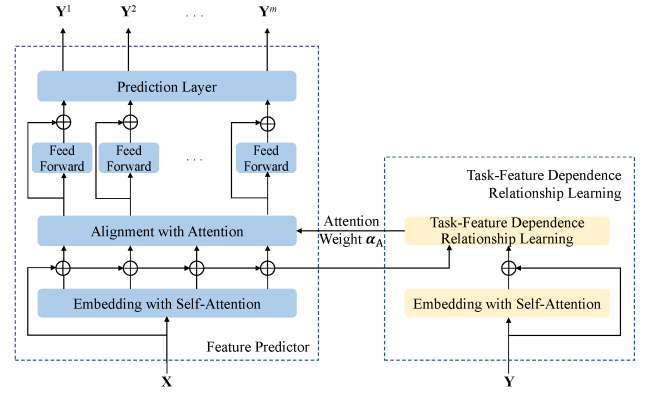 Y¹ Y² . . . Yᵐ
Prediction Layer
Feed
Forward
Feed
Forward
. . .
Feed
Forward
Task-Feature Dependence
Relationship Learning
Alignment with Attention
Attention
Weight αA
Task-Feature Dependence
Relationship Learning
Embedding with Self-Attention
Embedding with Self-Attention
Feature Predictor
X
Y